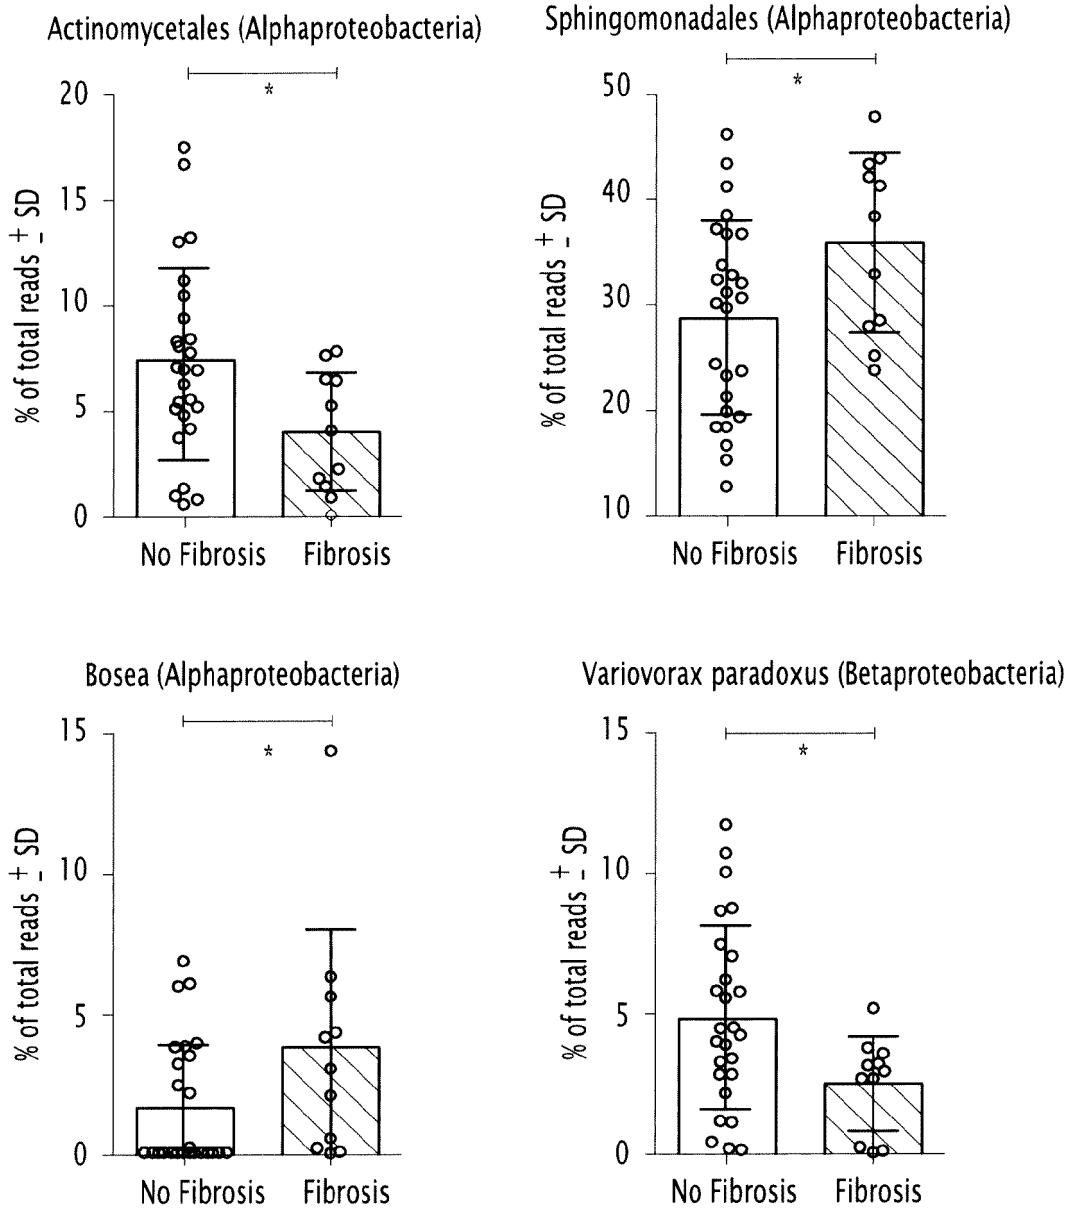 Actinomycetales (Alphaproteobacteria)
*
20
15
10
5
0
% of total reads ± SD
No Fibrosis Fibrosis
Sphingomonadales (Alphaproteobacteria)
*
50
40
30
20
10
% of total reads ± SD
No Fibrosis Fibrosis
Bosea (Alphaproteobacteria)
*
15
10
5
0
% of total reads ± SD
No Fibrosis Fibrosis
Variovorax paradoxus (Betaproteobacteria)
*
15
10
5
0
% of total reads ± SD
No Fibrosis Fibrosis